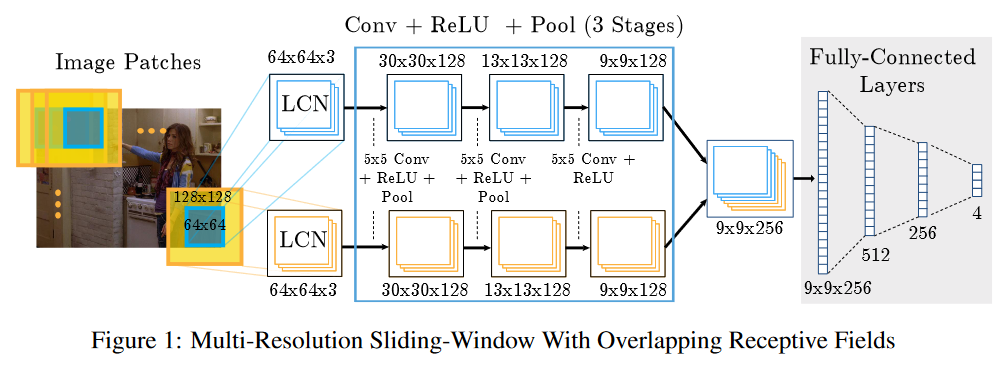 Conv + ReLU + Pool (3 Stages)
Image Patches
64x64x3
LCN
30x30x128
13x13x128
9x9x128
5x5 Conv
+ ReLU +
Pool
5x5 Conv
+ ReLU +
Pool
5x5 Conv +
ReLU
128x128
64x64
LCN
64x64x3
30x30x128
13x13x128
9x9x128
9x9x256
Fully-Connected
Layers
9x9x256
512
256
4
Figure 1: Multi-Resolution Sliding-Window With Overlapping Receptive Fields